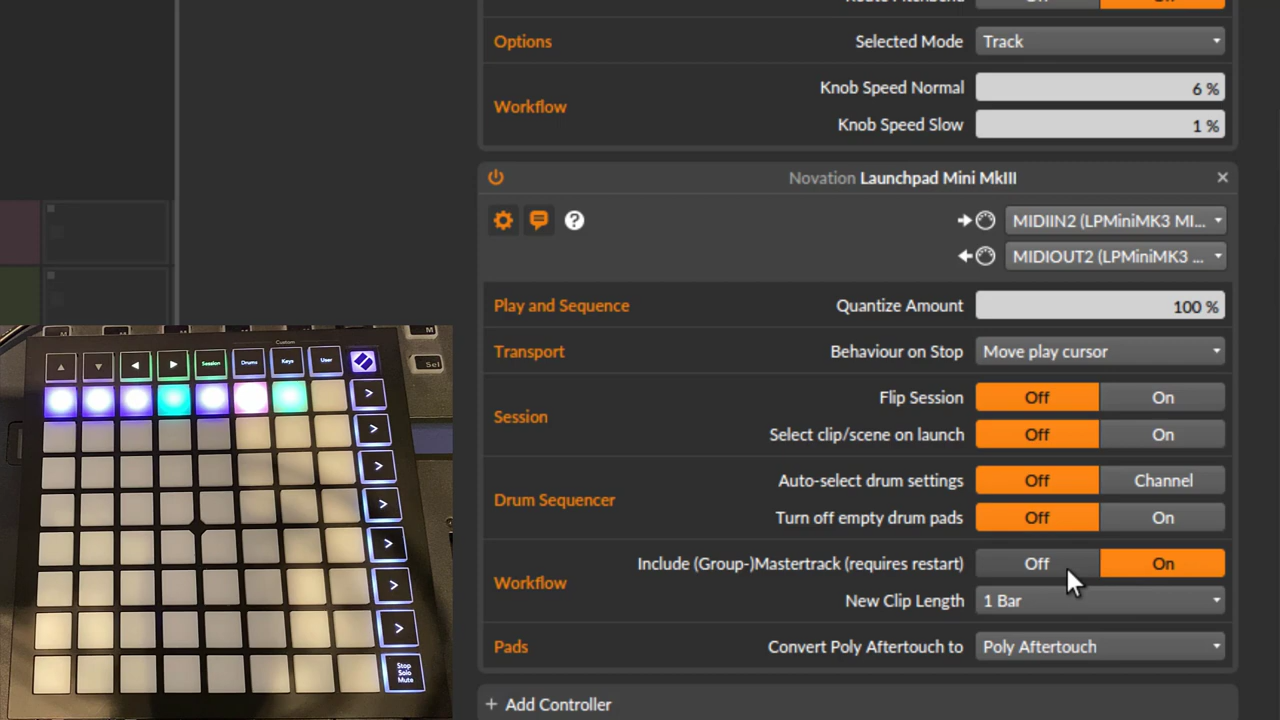 Options
Selected Mode
Track
Workflow
Knob Speed Normal
6 %
Knob Speed Slow
1 %
Novation Launchpad Mini MkIII
?
MIDIIN2 (LPMiniMK3 MI...
MIDIOUT2 (LPMiniMK3 ...
Play and Sequence
Quantize Amount
100 %
Transport
Behaviour on Stop
Move play cursor
Session
Flip Session
Off
On
Select clip/scene on launch
Off
On
Drum Sequencer
Auto-select drum settings
Off
Channel
Turn off empty drum pads
Off
On
Workflow
Include (Group-)Mastertrack (requires restart)
Off
On
New Clip Length
1 Bar
Pads
Convert Poly Aftertouch to
Poly Aftertouch
+ Add Controller
M
Custom
Session
Drums
Keys
User
Sel
>
>
>
>
>
>
>
Stop
Solo
Mute